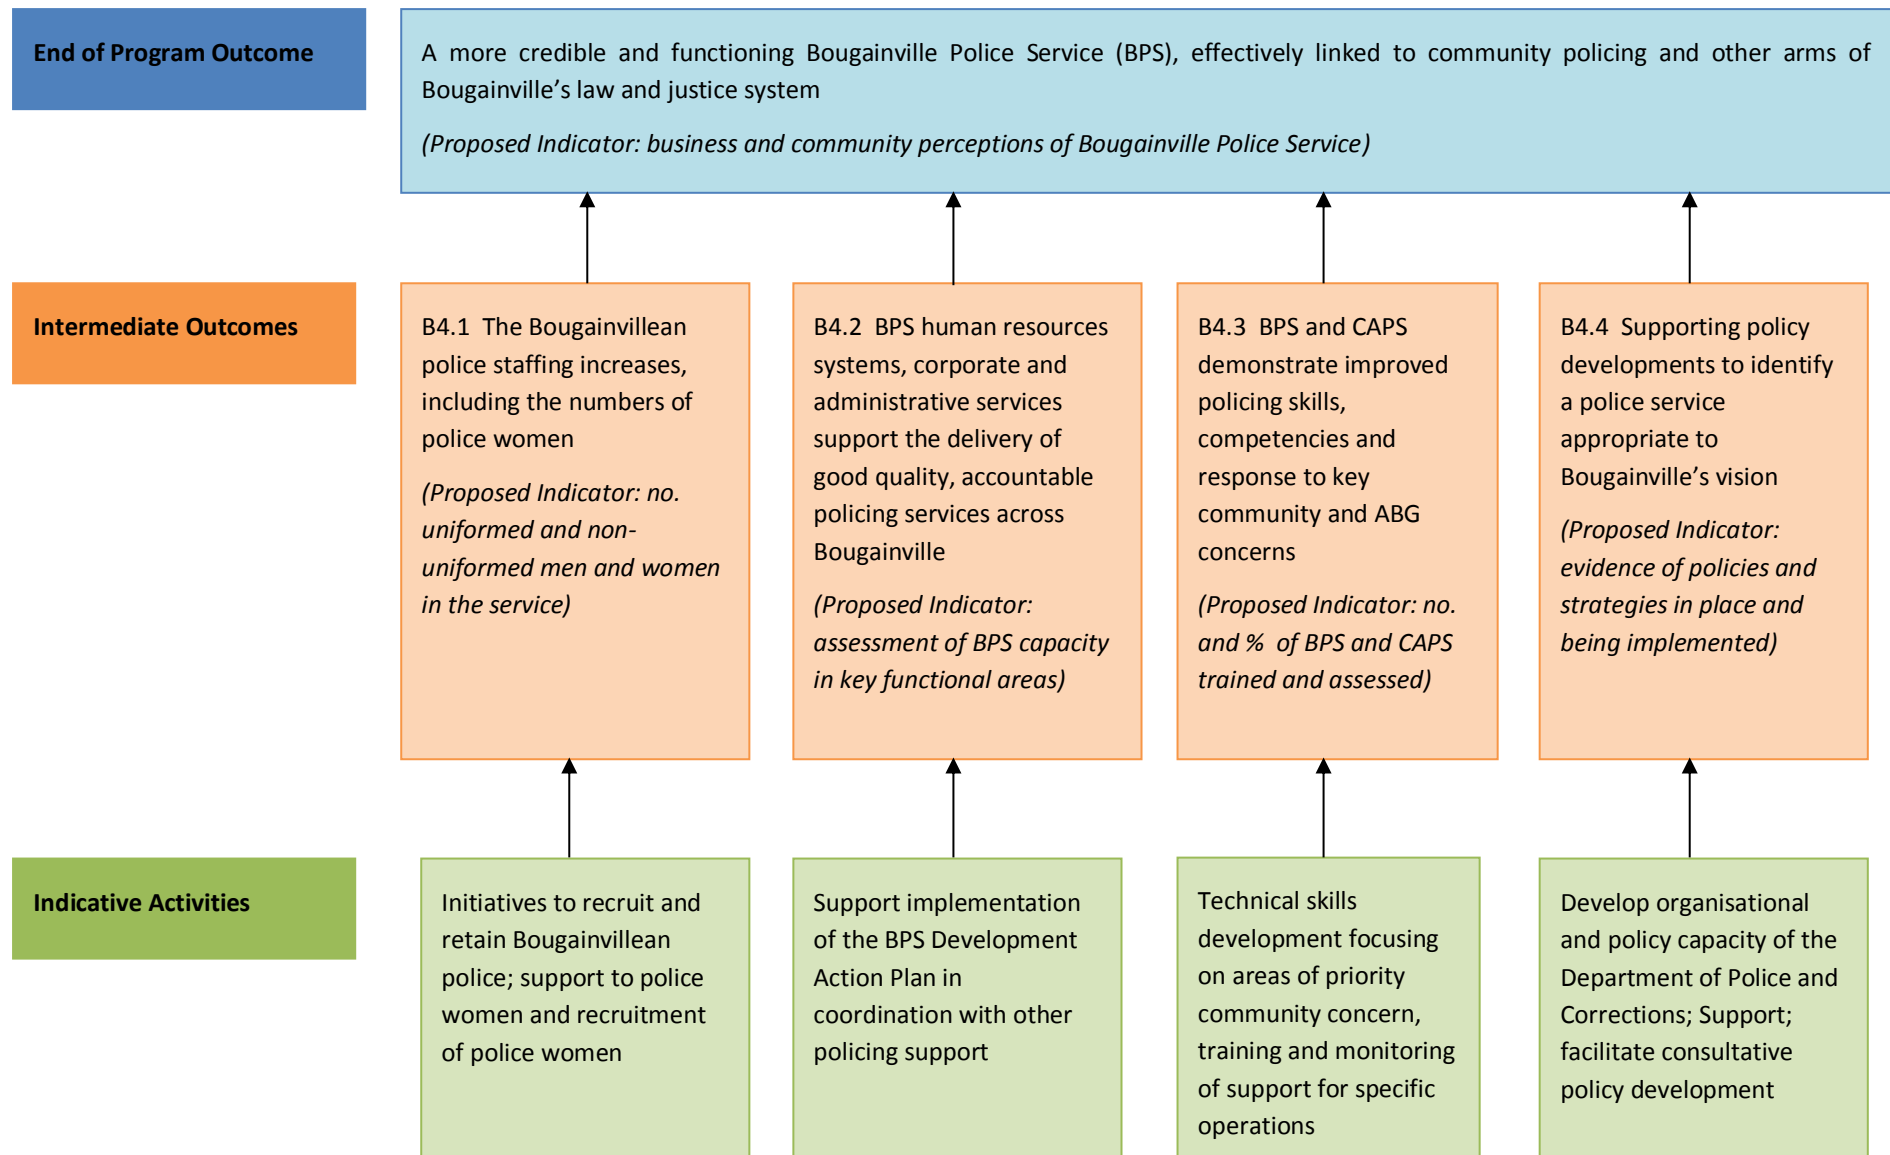 End of Program Outcome
A more credible and functioning Bougainville Police Service (BPS), effectively linked to community policing and other arms of
Bougainville’s law and justice system
(Proposed Indicator: business and community perceptions of Bougainville Police Service)
Intermediate Outcomes
B4.1 The Bougainvillean
police staffing increases,
including the numbers of
police women
(Proposed Indicator: no.
uniformed and non-
uniformed men and women
in the service)
B4.2 BPS human resources
systems, corporate and
administrative services
support the delivery of
good quality, accountable
policing services across
Bougainville
(Proposed Indicator:
assessment of BPS capacity
in key functional areas)
B4.3 BPS and CAPS
demonstrate improved
policing skills,
competencies and
response to key
community and ABG
concerns
(Proposed Indicator: no.
and % of BPS and CAPS
trained and assessed)
B4.4 Supporting policy
developments to identify
a police service
appropriate to
Bougainville’s vision
(Proposed Indicator:
evidence of policies and
strategies in place and
being implemented)
Indicative Activities
Initiatives to recruit and
retain Bougainvillean
police; support to police
women and recruitment
of police women
Support implementation
of the BPS Development
Action Plan in
coordination with other
policing support
Technical skills
development focusing
on areas of priority
community concern,
training and monitoring
of support for specific
operations
Develop organisational
and policy capacity of the
Department of Police and
Corrections; Support;
facilitate consultative
policy development